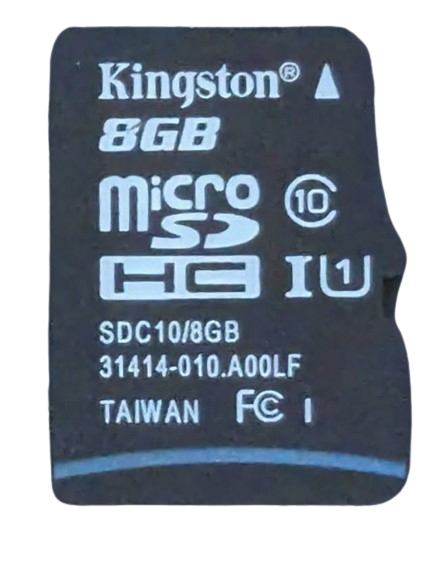 Kingston®
8GB
micro
SD
HC I U1
10
SDC10/8GB
31414-010.A00LF
TAIWAN FC I